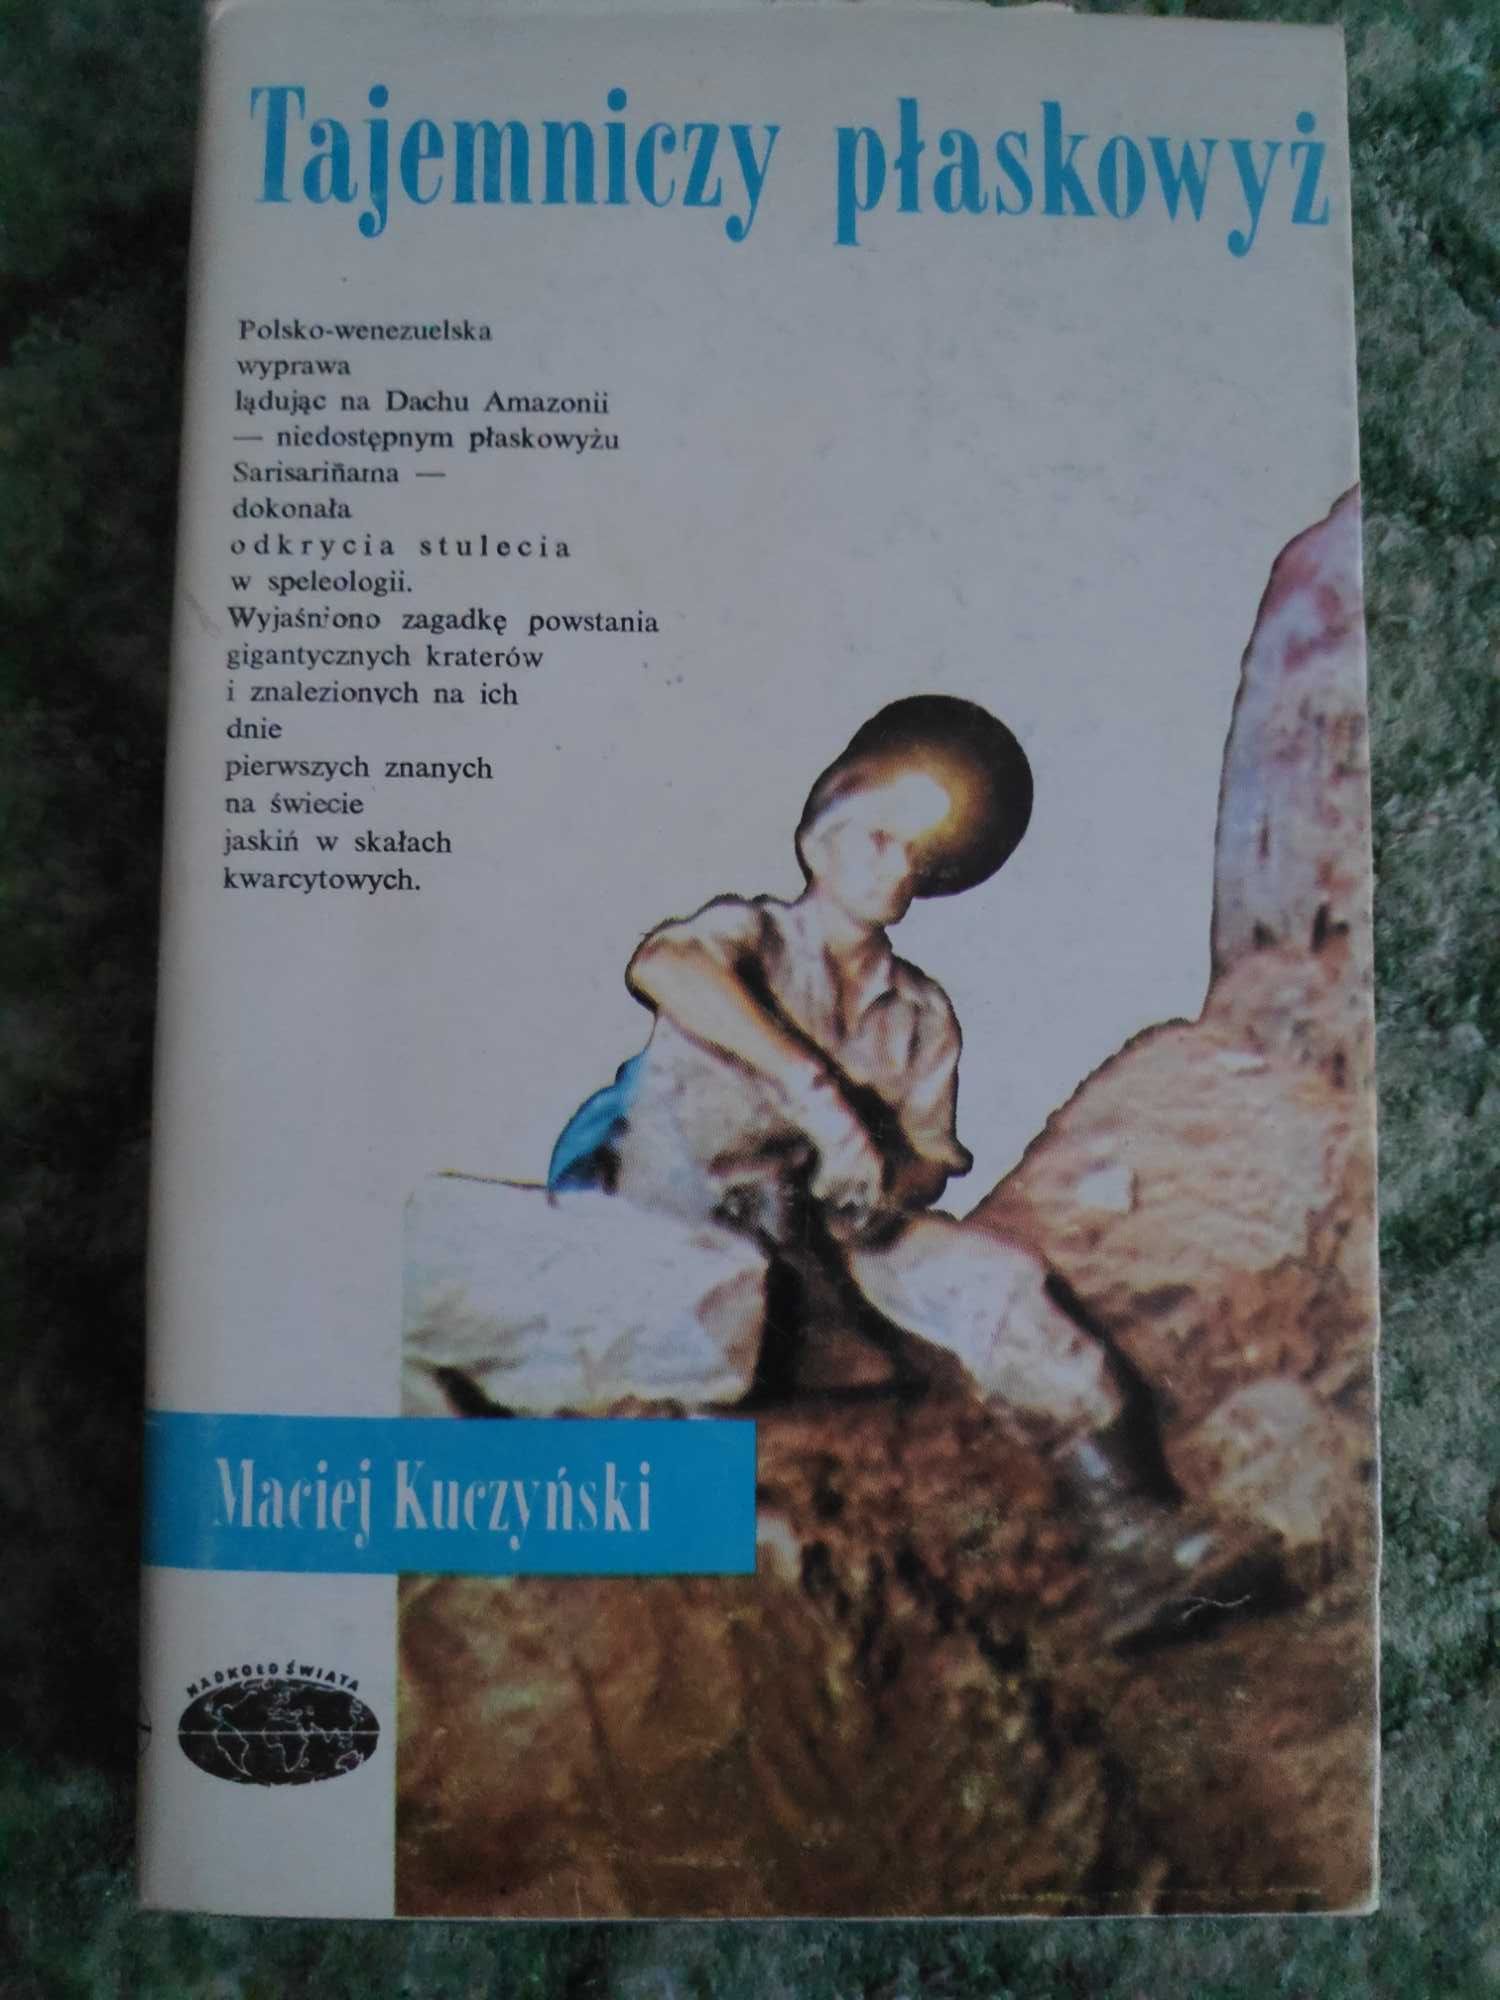 Tajemniczy płaskowyż
Polsko-wenezuelska
wyprawa
lądując na Dachu Amazonii
— niedostępnym płaskowyżu
Sarisariñama —
dokonała
odkrycia stulecia
w speleologii.
Wyjaśniono zagadkę powstania
gigantycznych kraterów
i znalezionych na ich
dnie
pierwszych znanych
na świecie
jaskiń w skałach
kwarcytowych.
Maciej Kuczyński
NAOKOŁO ŚWIATA